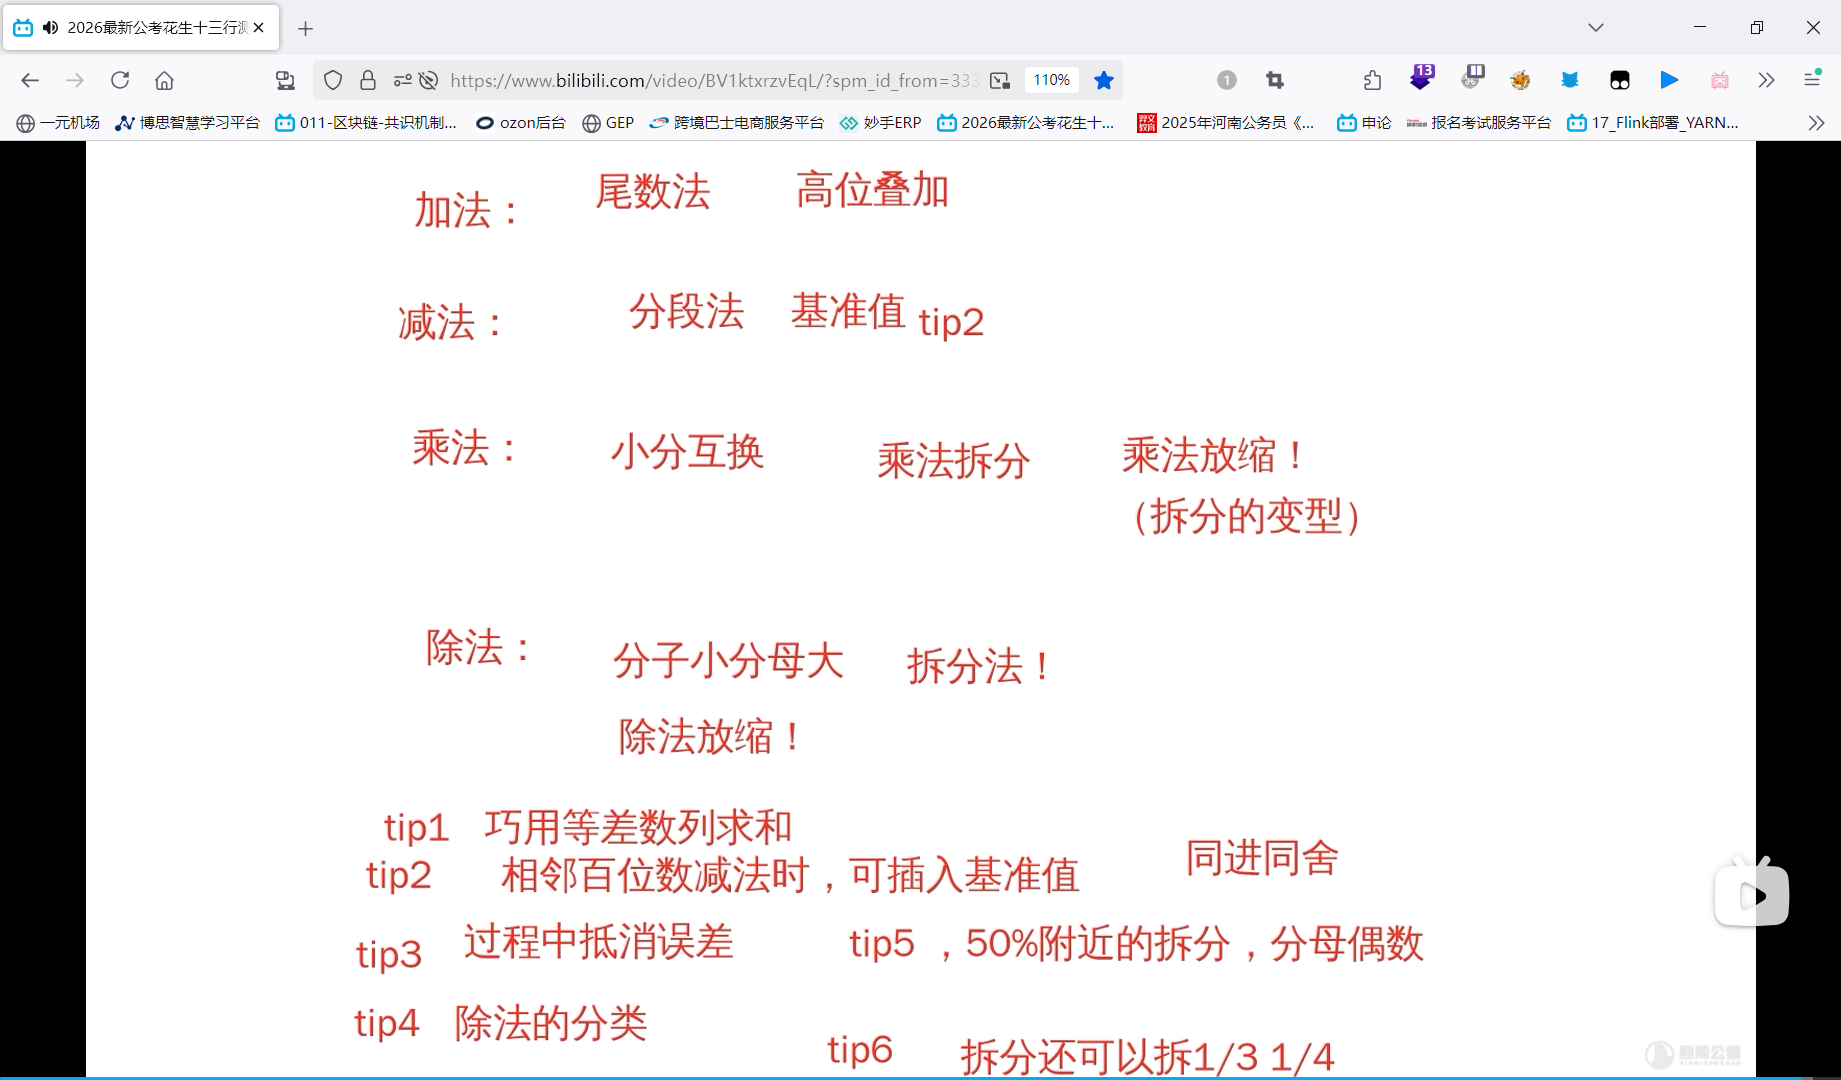 2026最新公考花生十三行测
https://www.bilibili.com/video/BV1ktxrzvEqL/?spm_id_from=333
110%
1
13
一元机场
博思智慧学习平台
011-区块链-共识机制...
ozon后台
GEP
跨境巴士电商服务平台
妙手ERP
2026最新公考花生十...
2025年河南公务员《...
申论
报名考试服务平台
17_Flink部署_YARN...
加法： 尾数法 高位叠加
减法： 分段法 基准值 tip2
乘法： 小分互换 乘法拆分 乘法放缩！
（拆分的变型）
除法： 分子小分母大 拆分法！
除法放缩！
tip1 巧用等差数列求和
tip2 相邻百位数减法时，可插入基准值 同进同舍
tip3 过程中抵消误差 tip5 ，50%附近的拆分，分母偶数
tip4 除法的分类
tip6 拆分还可以拆1/3 1/4